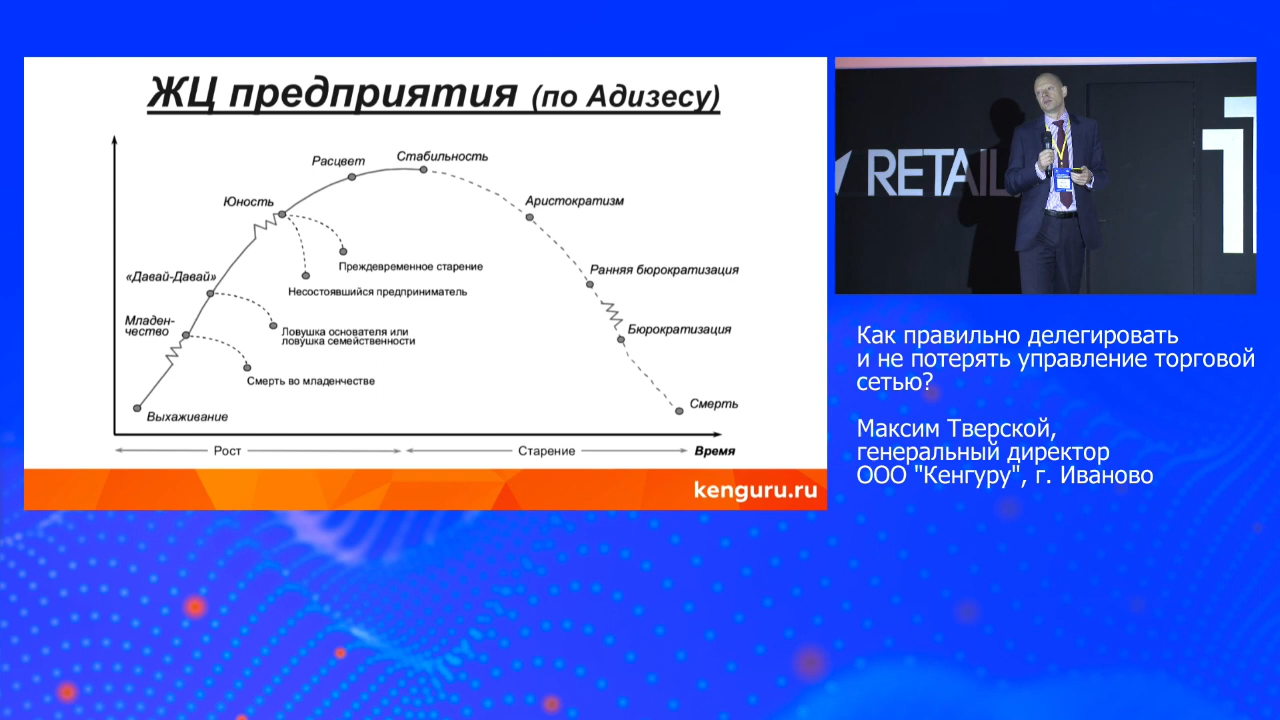 ЖЦ предприятия (по Адизесу)
Расцвет
Стабильность
Юность
Аристократизм
Преждевременное старение
«Давай-Давай»
Ранняя бюрократизация
Несостоявшийся предприниматель
Младен-
чество
Ловушка основателя или
ловушка семейственности
Бюрократизация
Смерть во младенчестве
Выхаживание
Смерть
Рост
Старение
Время
kenguru.ru
RETAIL
Как правильно делегировать
и не потерять управление торговой
сетью?
Максим Тверской,
генеральный директор
ООО "Кенгуру", г. Иваново